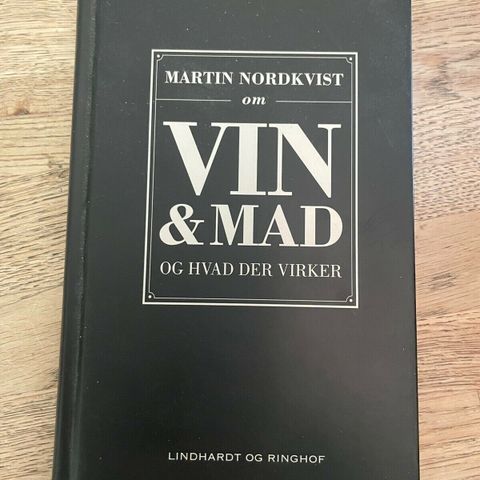 MARTIN NORDKVIST
om
VIN
& MAD
OG HVAD DER VIRKER
LINDHARDT OG RINGHOF